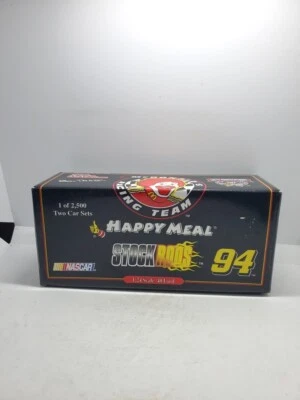 RACING TEAM
1 of 2,500
Two Car Sets
HAPPY MEAL
STOCK RODS
94
NASCAR